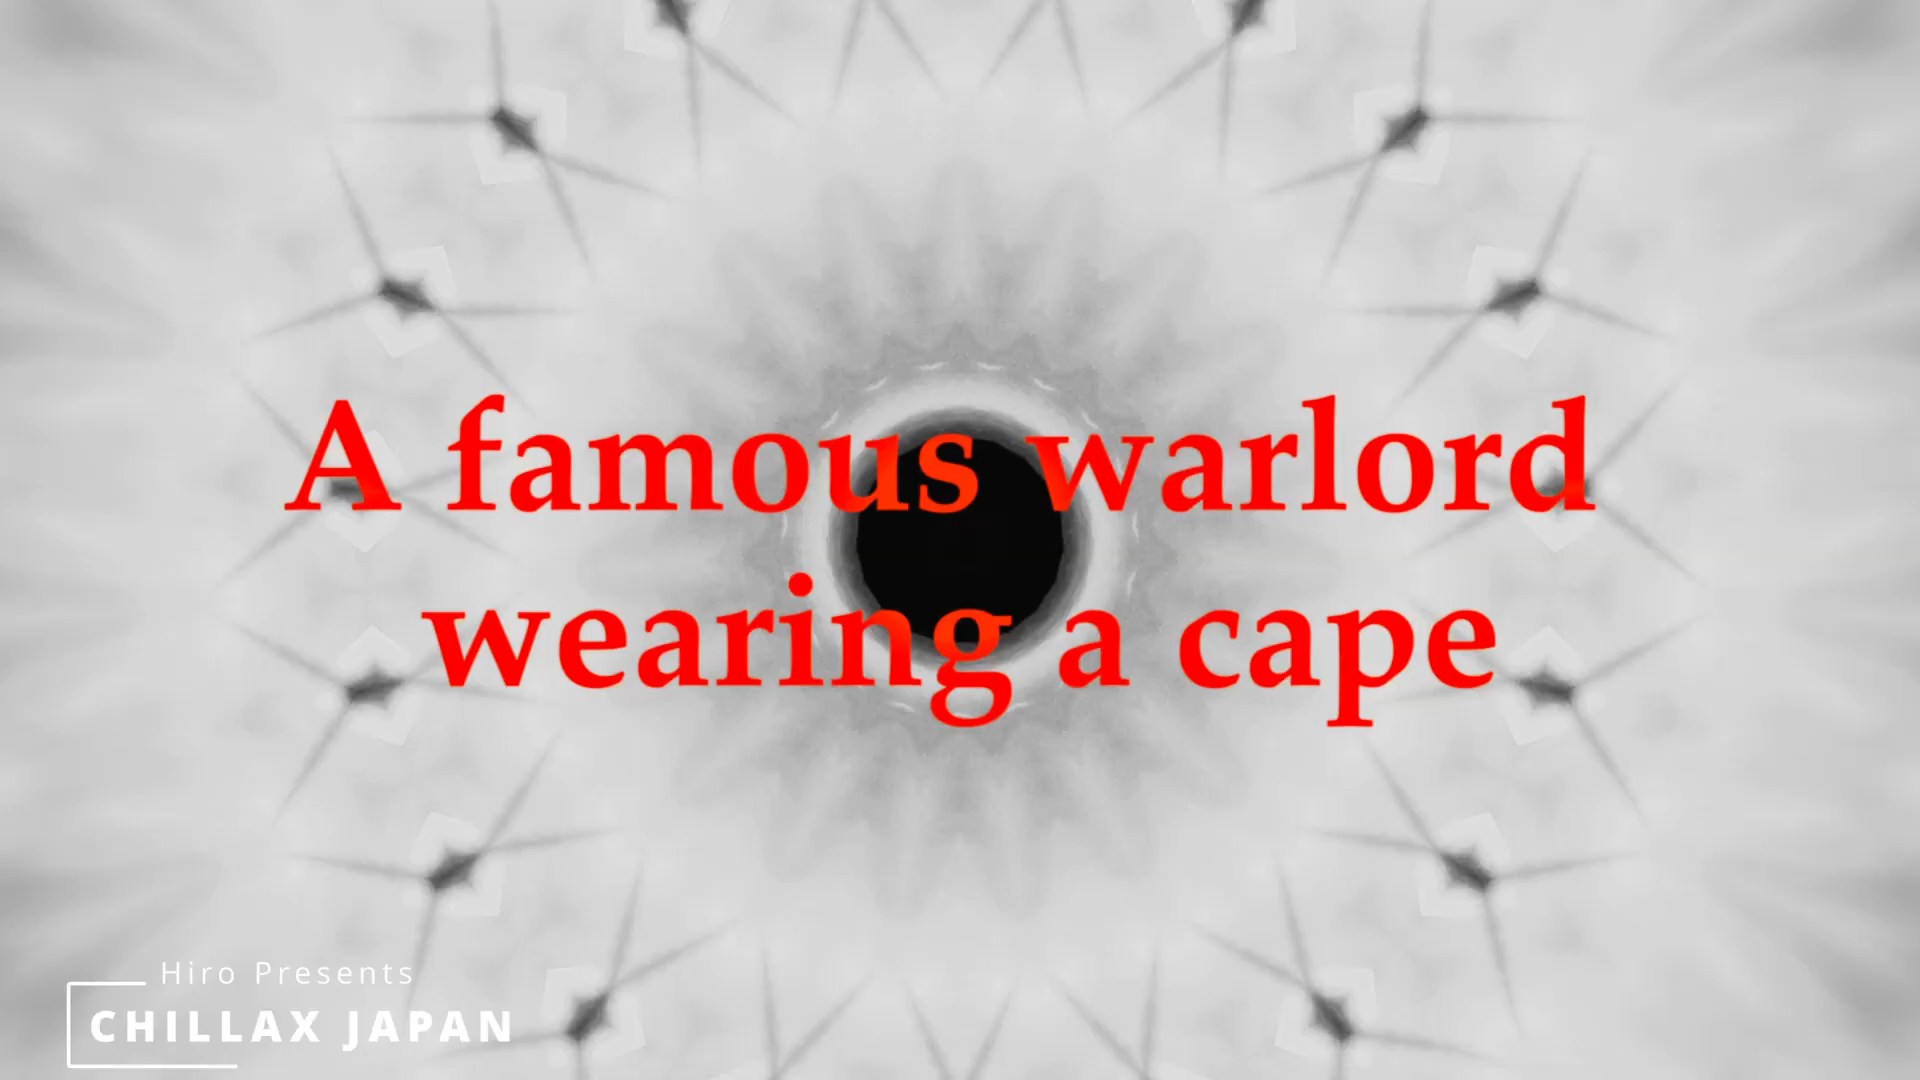 A famous warlord
wearing a cape
Hiro Presents
CHILLAX JAPAN